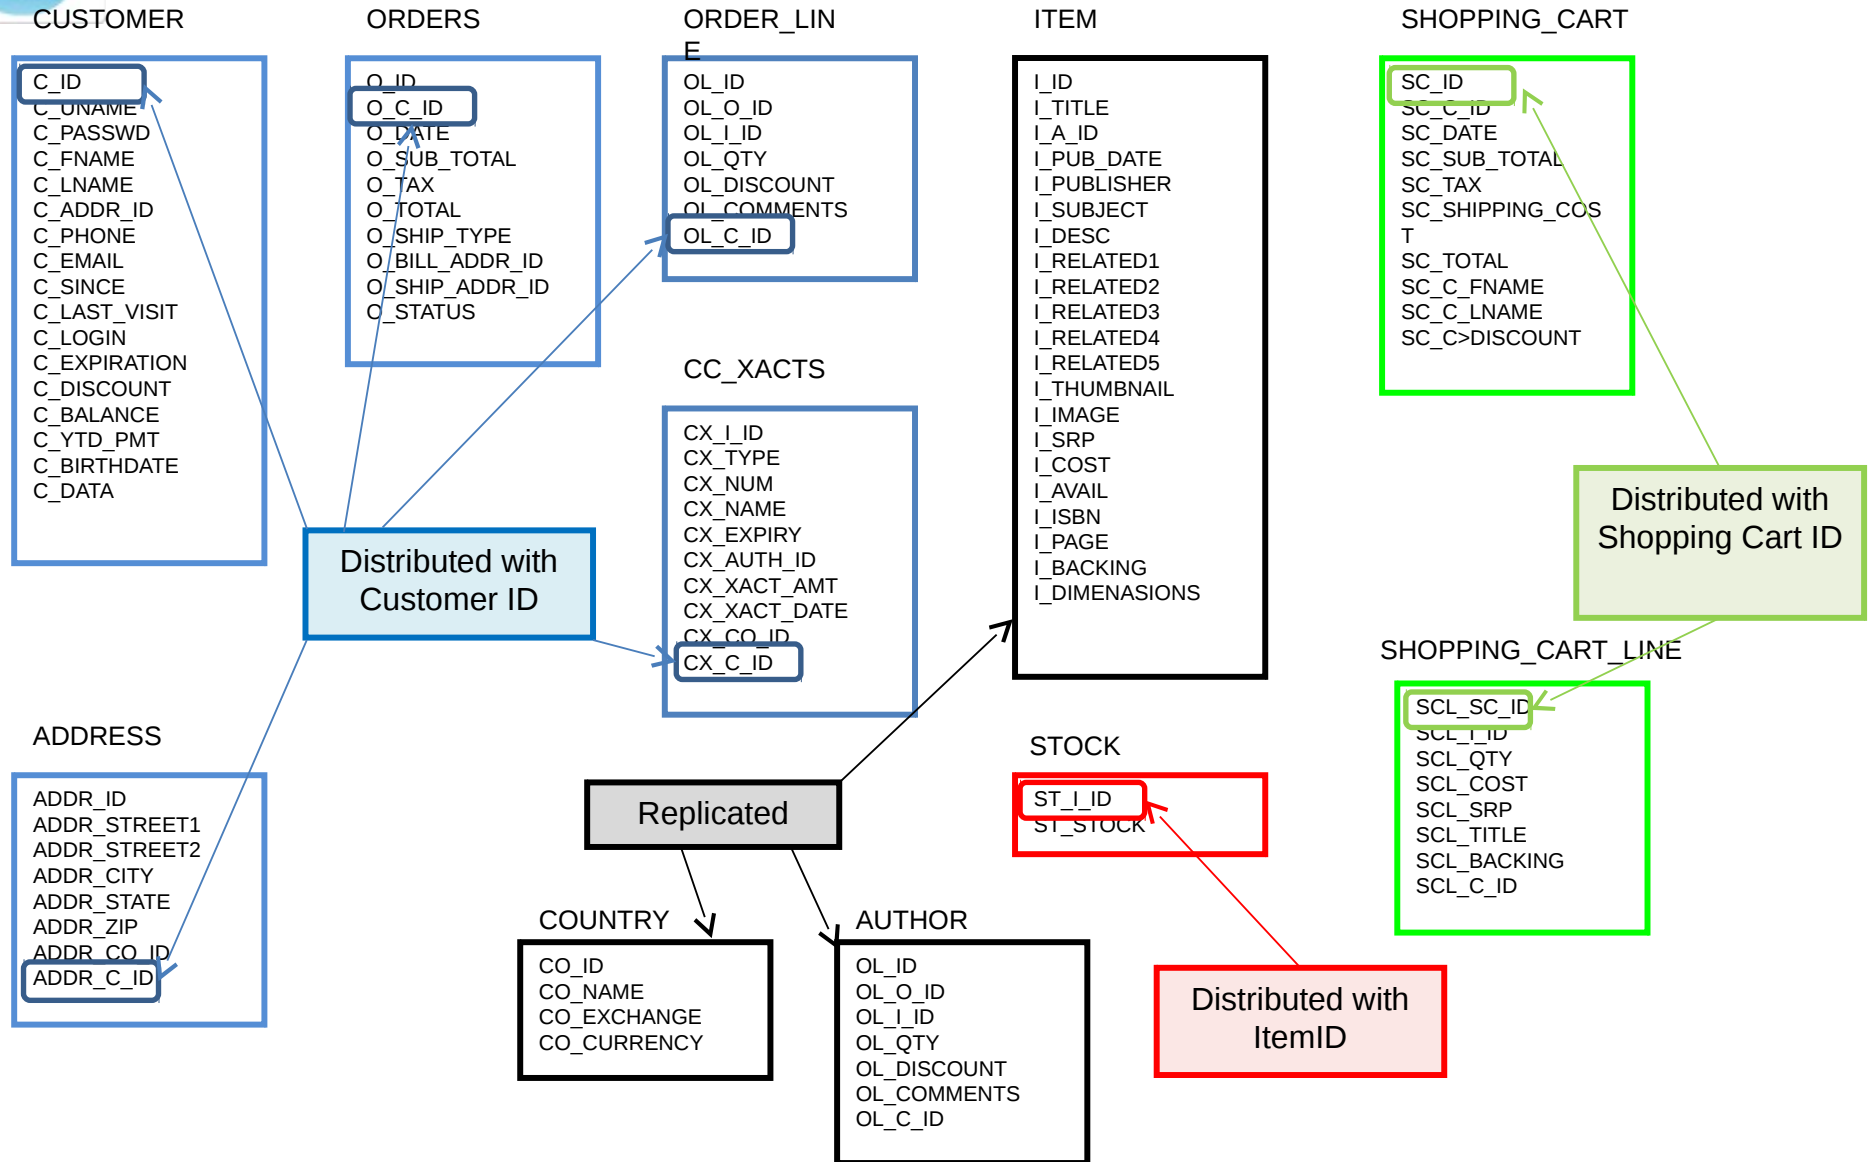 CUSTOMER
C_ID
C_UNAME
C_PASSWD
C_FNAME
C_LNAME
C_ADDR_ID
C_PHONE
C_EMAIL
C_SINCE
C_LAST_VISIT
C_LOGIN
C_EXPIRATION
C_DISCOUNT
C_BALANCE
C_YTD_PMT
C_BIRTHDATE
C_DATA
ORDERS
O_ID
O_C_ID
O_DATE
O_SUB_TOTAL
O_TAX
O_TOTAL
O_SHIP_TYPE
O_BILL_ADDR_ID
O_SHIP_ADDR_ID
O_STATUS
ORDER_LIN
E
OL_ID
OL_O_ID
OL_I_ID
OL_QTY
OL_DISCOUNT
OL_COMMENTS
OL_C_ID
ITEM
I_ID
I_TITLE
I_A_ID
I_PUB_DATE
I_PUBLISHER
I_SUBJECT
I_DESC
I_RELATED1
I_RELATED2
I_RELATED3
I_RELATED4
I_RELATED5
I_THUMBNAIL
I_IMAGE
I_SRP
I_COST
I_AVAIL
I_ISBN
I_PAGE
I_BACKING
I_DIMENASIONS
SHOPPING_CART
SC_ID
SC_C_ID
SC_DATE
SC_SUB_TOTAL
SC_TAX
SC_SHIPPING_COS
T
SC_TOTAL
SC_C_FNAME
SC_C_LNAME
SC_C>DISCOUNT
CC_XACTS
CX_I_ID
CX_TYPE
CX_NUM
CX_NAME
CX_EXPIRY
CX_AUTH_ID
CX_XACT_AMT
CX_XACT_DATE
CX_CO_ID
CX_C_ID
Distributed with
Customer ID
Distributed with
Shopping Cart ID
SHOPPING_CART_LINE
SCL_SC_ID
SCL_I_ID
SCL_QTY
SCL_COST
SCL_SRP
SCL_TITLE
SCL_BACKING
SCL_C_ID
ADDRESS
ADDR_ID
ADDR_STREET1
ADDR_STREET2
ADDR_CITY
ADDR_STATE
ADDR_ZIP
ADDR_CO_ID
ADDR_C_ID
Replicated
STOCK
ST_I_ID
ST_STOCK
COUNTRY
CO_ID
CO_NAME
CO_EXCHANGE
CO_CURRENCY
AUTHOR
OL_ID
OL_O_ID
OL_I_ID
OL_QTY
OL_DISCOUNT
OL_COMMENTS
OL_C_ID
Distributed with
ItemID